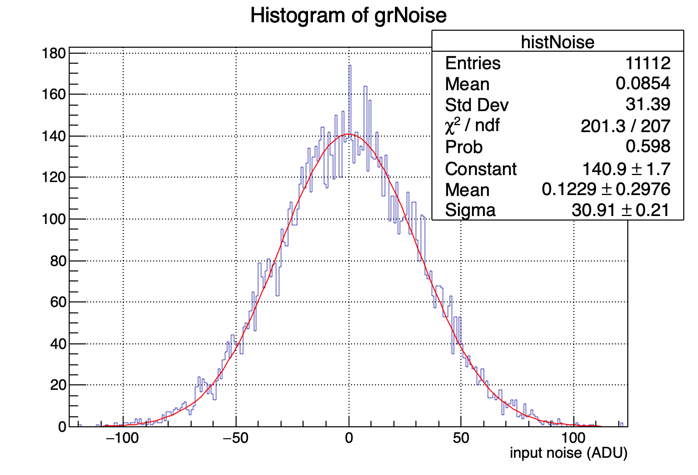 Histogram of grNoise
histNoise
Entries 11112
Mean 0.0854
Std Dev 31.39
χ² / ndf 201.3 / 207
Prob 0.598
Constant 140.9 ± 1.7
Mean 0.1229 ± 0.2976
Sigma 30.91 ± 0.21
180
160
140
120
100
80
60
40
20
0
−100 −50 0 50 100
input noise (ADU)